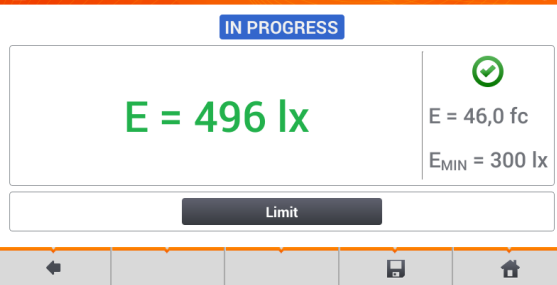 IN PROGRESS
E = 496 lx
E = 46,0 fc
EMIN = 300 lx
Limit